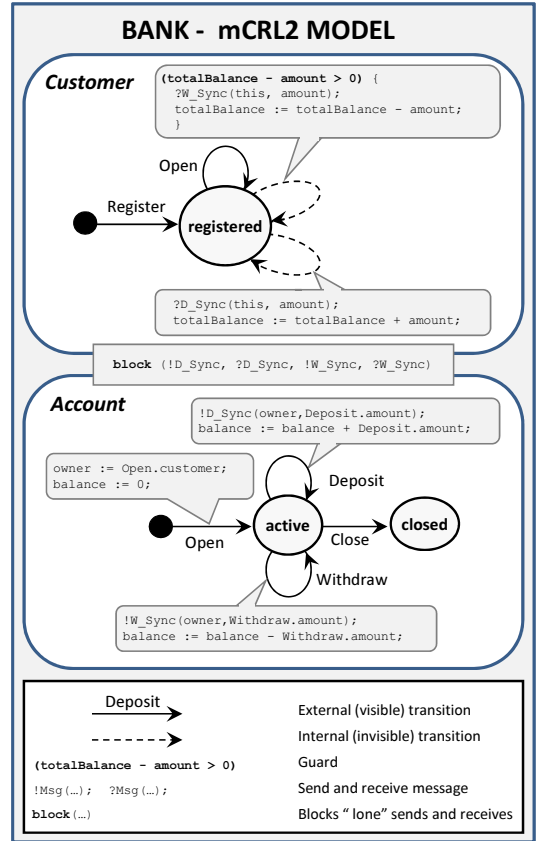 BANK - mCRL2 MODEL
Customer
(totalBalance - amount > 0) {
?W_Sync(this, amount);
totalBalance := totalBalance - amount;
}
Open
Register
registered
?D_Sync(this, amount);
totalBalance := totalBalance + amount;
block (!D_Sync, ?D_Sync, !W_Sync, ?W_Sync)
Account
!D_Sync(owner,Deposit.amount);
balance := balance + Deposit.amount;
owner := Open.customer;
balance := 0;
Deposit
active
closed
Open
Close
Withdraw
!W_Sync(owner,Withdraw.amount);
balance := balance - Withdraw.amount;
Deposit
External (visible) transition
Internal (invisible) transition
(totalBalance - amount > 0) Guard
!Msg(…); ?Msg(…); Send and receive message
block(…) Blocks “ lone” sends and receives